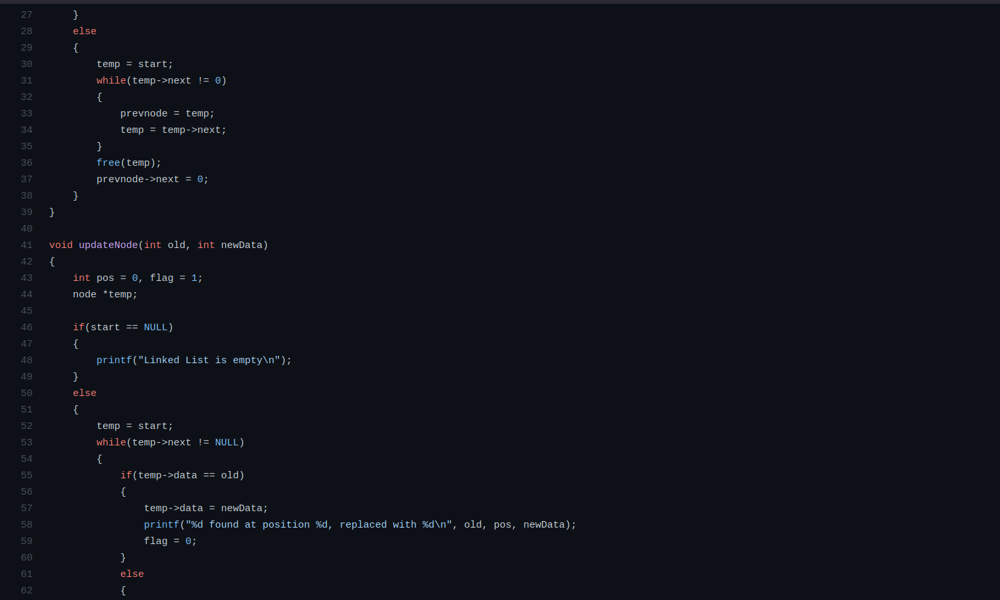 27     }
28     else
29     {
30         temp = start;
31         while(temp->next != 0)
32         {
33             prevnode = temp;
34             temp = temp->next;
35         }
36         free(temp);
37         prevnode->next = 0;
38     }
39 }
40
41 void updateNode(int old, int newData)
42 {
43     int pos = 0, flag = 1;
44     node *temp;
45
46     if(start == NULL)
47     {
48         printf("Linked List is empty\n");
49     }
50     else
51     {
52         temp = start;
53         while(temp->next != NULL)
54         {
55             if(temp->data == old)
56             {
57                 temp->data = newData;
58                 printf("%d found at position %d, replaced with %d\n", old, pos, newData);
59                 flag = 0;
60             }
61             else
62             {